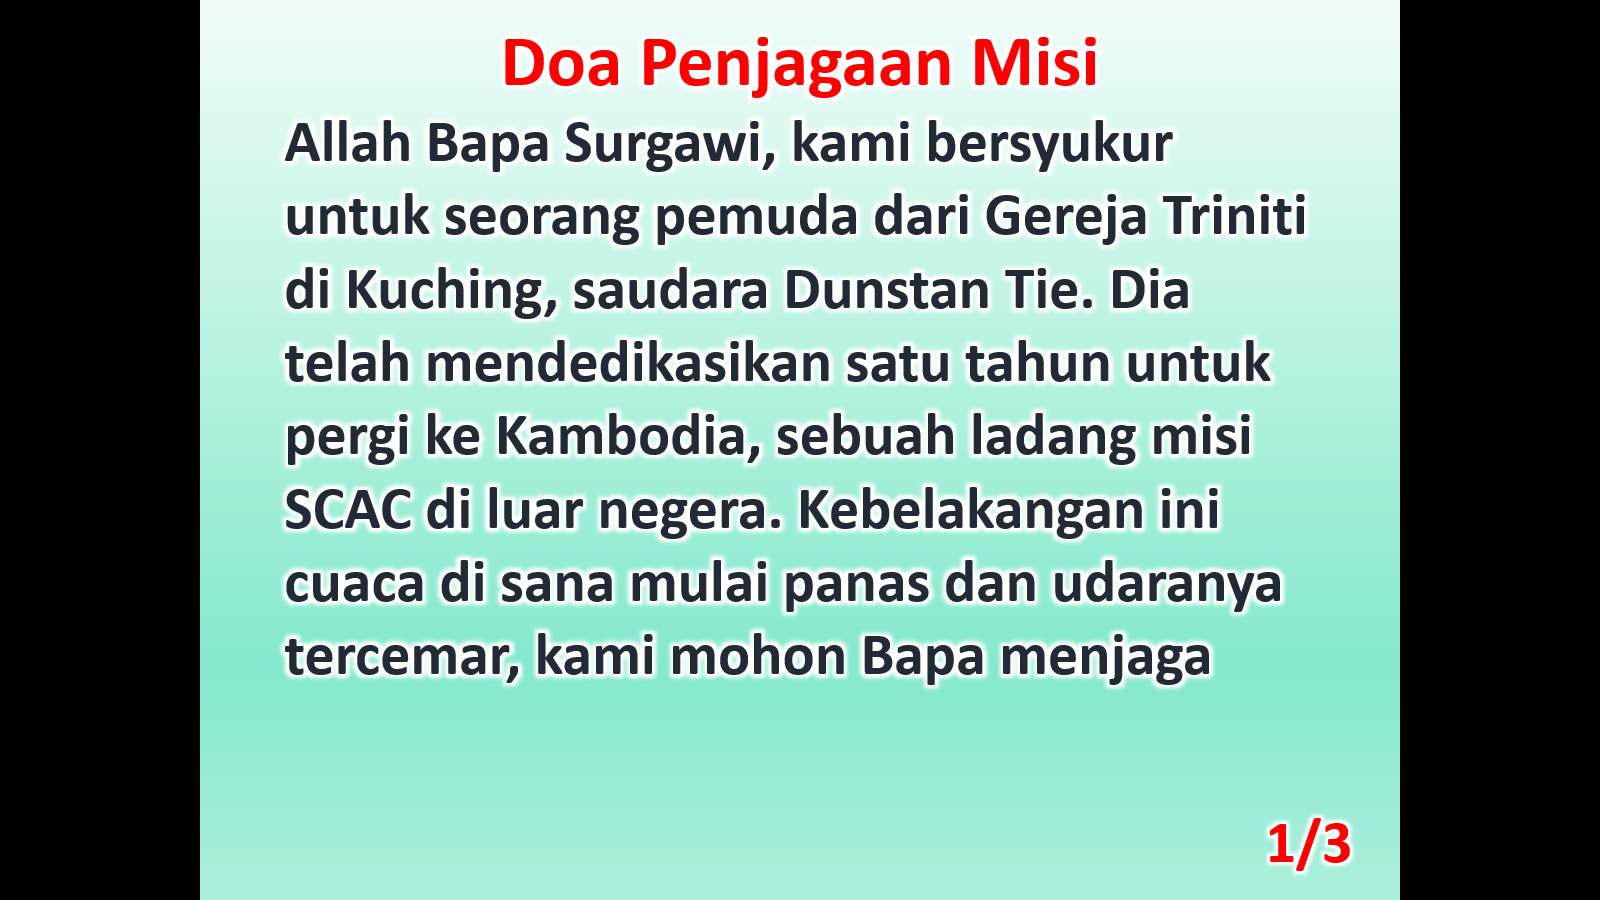 Doa Penjagaan Misi
Allah Bapa Surgawi, kami bersyukur
untuk seorang pemuda dari Gereja Triniti
di Kuching, saudara Dunstan Tie. Dia
telah mendedikasikan satu tahun untuk
pergi ke Kambodia, sebuah ladang misi
SCAC di luar negera. Kebelakangan ini
cuaca di sana mulai panas dan udaranya
tercemar, kami mohon Bapa menjaga
1/3